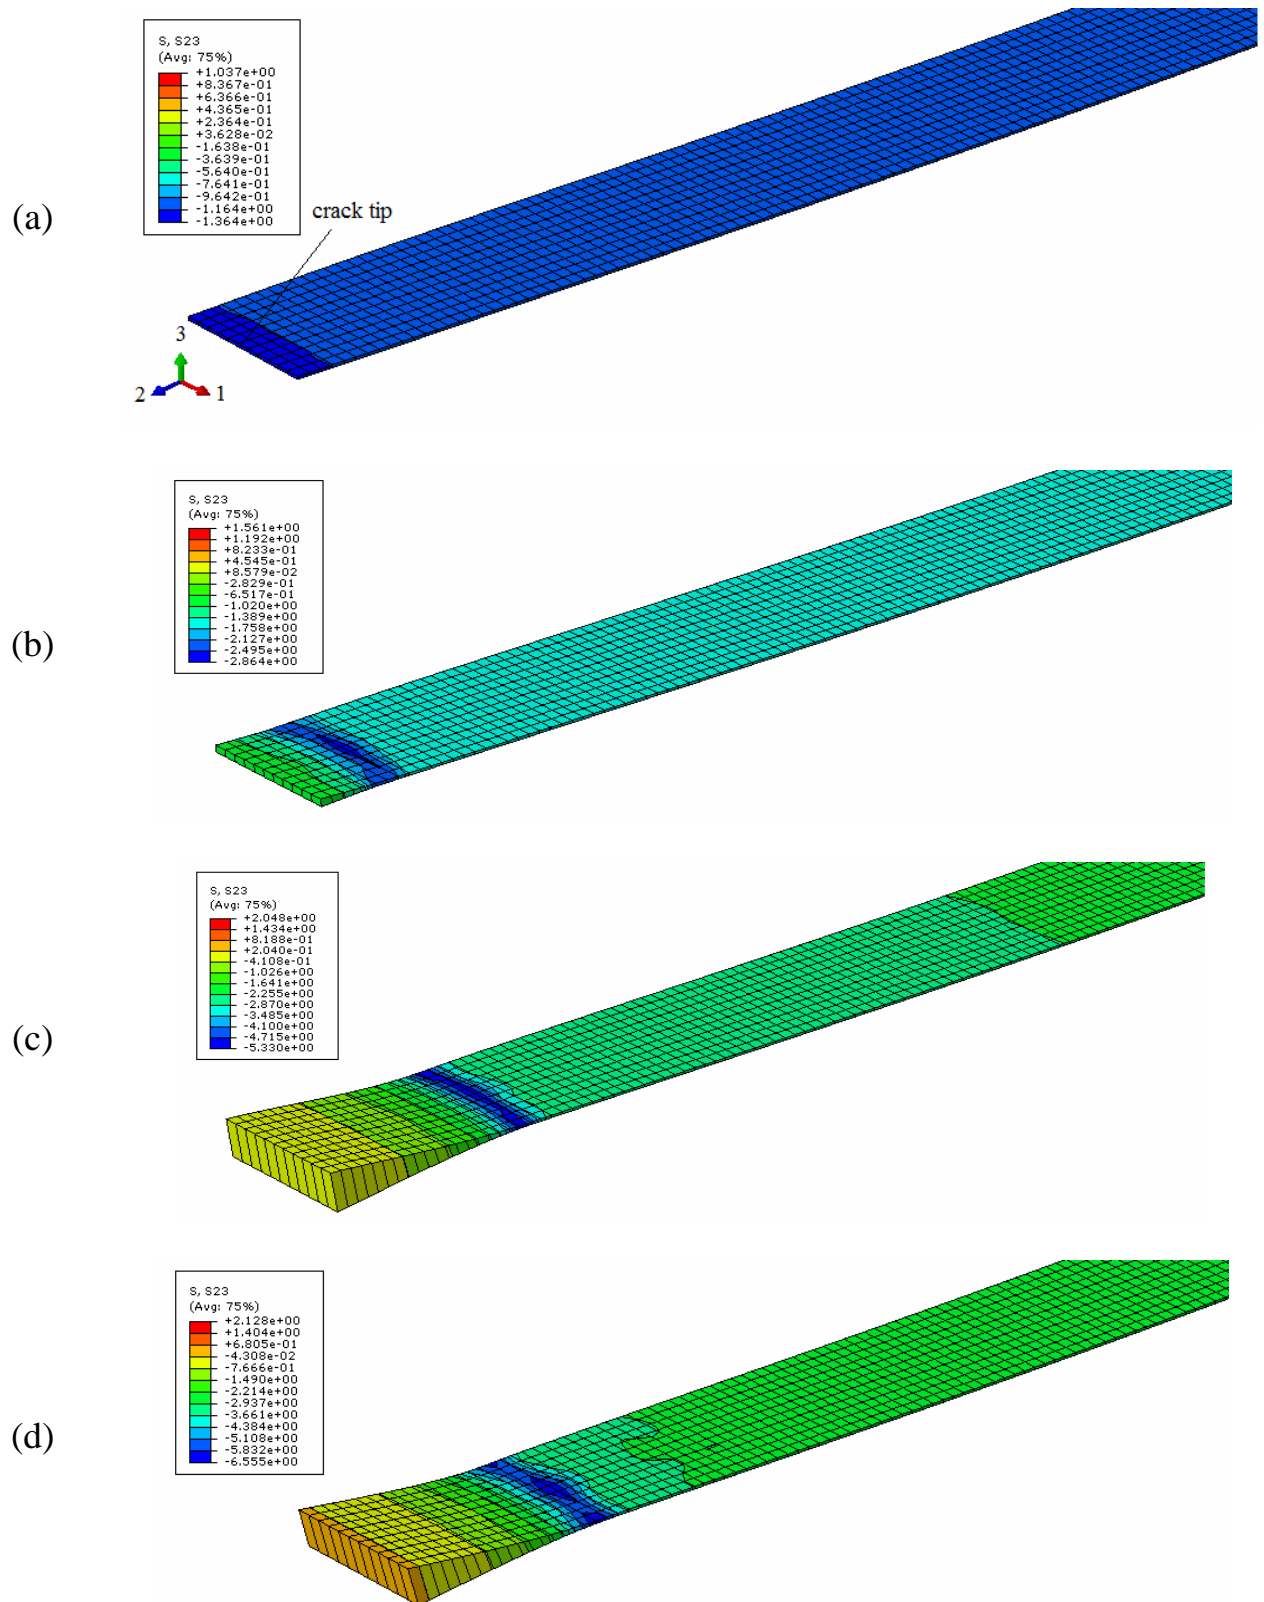 S, S23
(Avg: 75%)
+1.037e+00
+8.367e-01
+6.366e-01
+4.365e-01
+2.364e-01
+3.628e-02
-1.638e-01
-3.639e-01
-5.640e-01
-7.641e-01
-9.642e-01
-1.164e+00
-1.364e+00
(a)
crack tip
3
2
1
S, S23
(Avg: 75%)
+1.561e+00
+1.192e+00
+8.233e-01
+4.545e-01
+8.579e-02
-2.829e-01
-6.517e-01
-1.020e+00
-1.389e+00
-1.758e+00
-2.127e+00
-2.495e+00
-2.864e+00
(b)
S, S23
(Avg: 75%)
+2.048e+00
+1.434e+00
+8.188e-01
+2.040e-01
-4.108e-01
-1.026e+00
-1.641e+00
-2.255e+00
-2.870e+00
-3.485e+00
-4.100e+00
-4.715e+00
-5.330e+00
(c)
S, S23
(Avg: 75%)
+2.128e+00
+1.404e+00
+6.805e-01
-4.308e-02
-7.666e-01
-1.490e+00
-2.214e+00
-2.937e+00
-3.661e+00
-4.384e+00
-5.108e+00
-5.832e+00
-6.555e+00
(d)